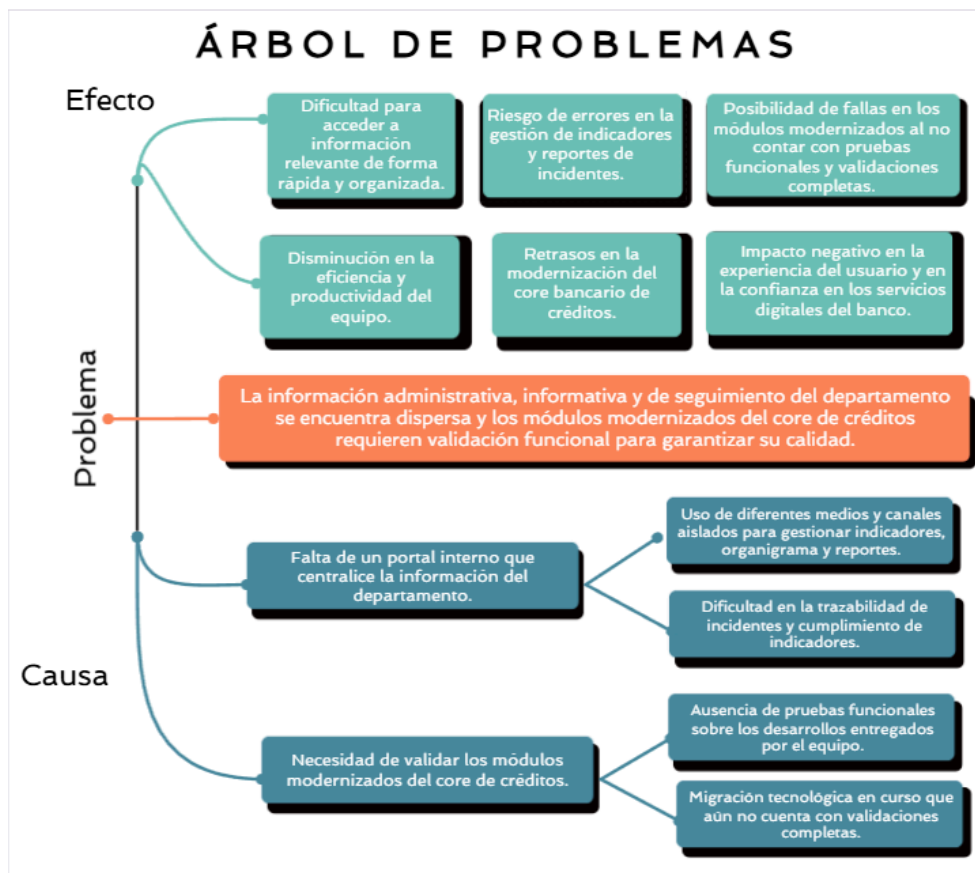 ÁRBOL DE PROBLEMAS
Efecto
Dificultad para
acceder a
información
relevante de forma
rápida y organizada.
Riesgo de errores en la
gestión de indicadores
y reportes de
incidentes.
Posibilidad de fallas en los
módulos modernizados al no
contar con pruebas
funcionales y validaciones
completas.
Disminución en la
eficiencia y
productividad del
equipo.
Retrasos en la
modernización del
core bancario de
créditos.
Impacto negativo en la
experiencia del usuario y en
la confianza en los servicios
digitales del banco.
Problema
La información administrativa, informativa y de seguimiento del departamento
se encuentra dispersa y los módulos modernizados del core de créditos
requieren validación funcional para garantizar su calidad.
Causa
Falta de un portal interno que
centralice la información del
departamento.
Uso de diferentes medios y canales
aislados para gestionar indicadores,
organigrama y reportes.
Dificultad en la trazabilidad de
incidentes y cumplimiento de
indicadores.
Necesidad de validar los módulos
modernizados del core de créditos.
Ausencia de pruebas funcionales
sobre los desarrollos entregados
por el equipo.
Migración tecnológica en curso que
aún no cuenta con validaciones
completas.